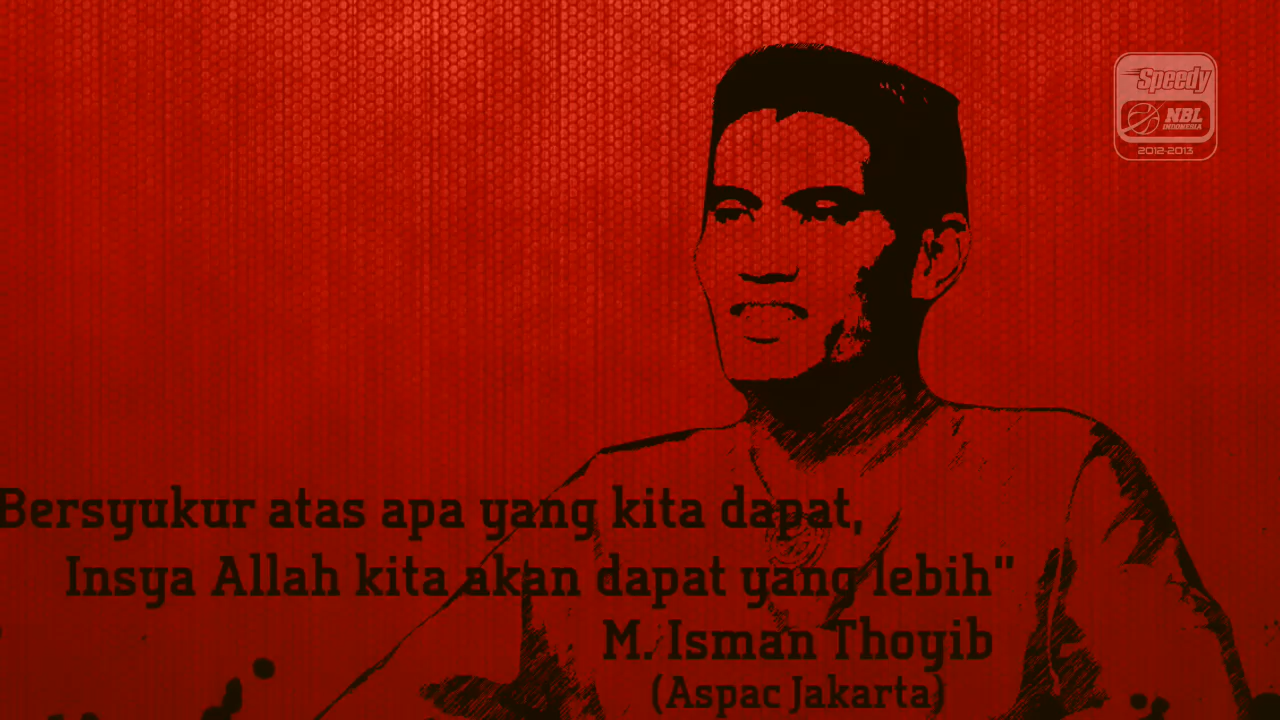 Speedy
NBL
INDONESIA
2012-2013
Bersyukur atas apa yang kita dapat,
Insya Allah kita akan dapat yang lebih"
M. Isman Thoyib
(Aspac Jakarta)